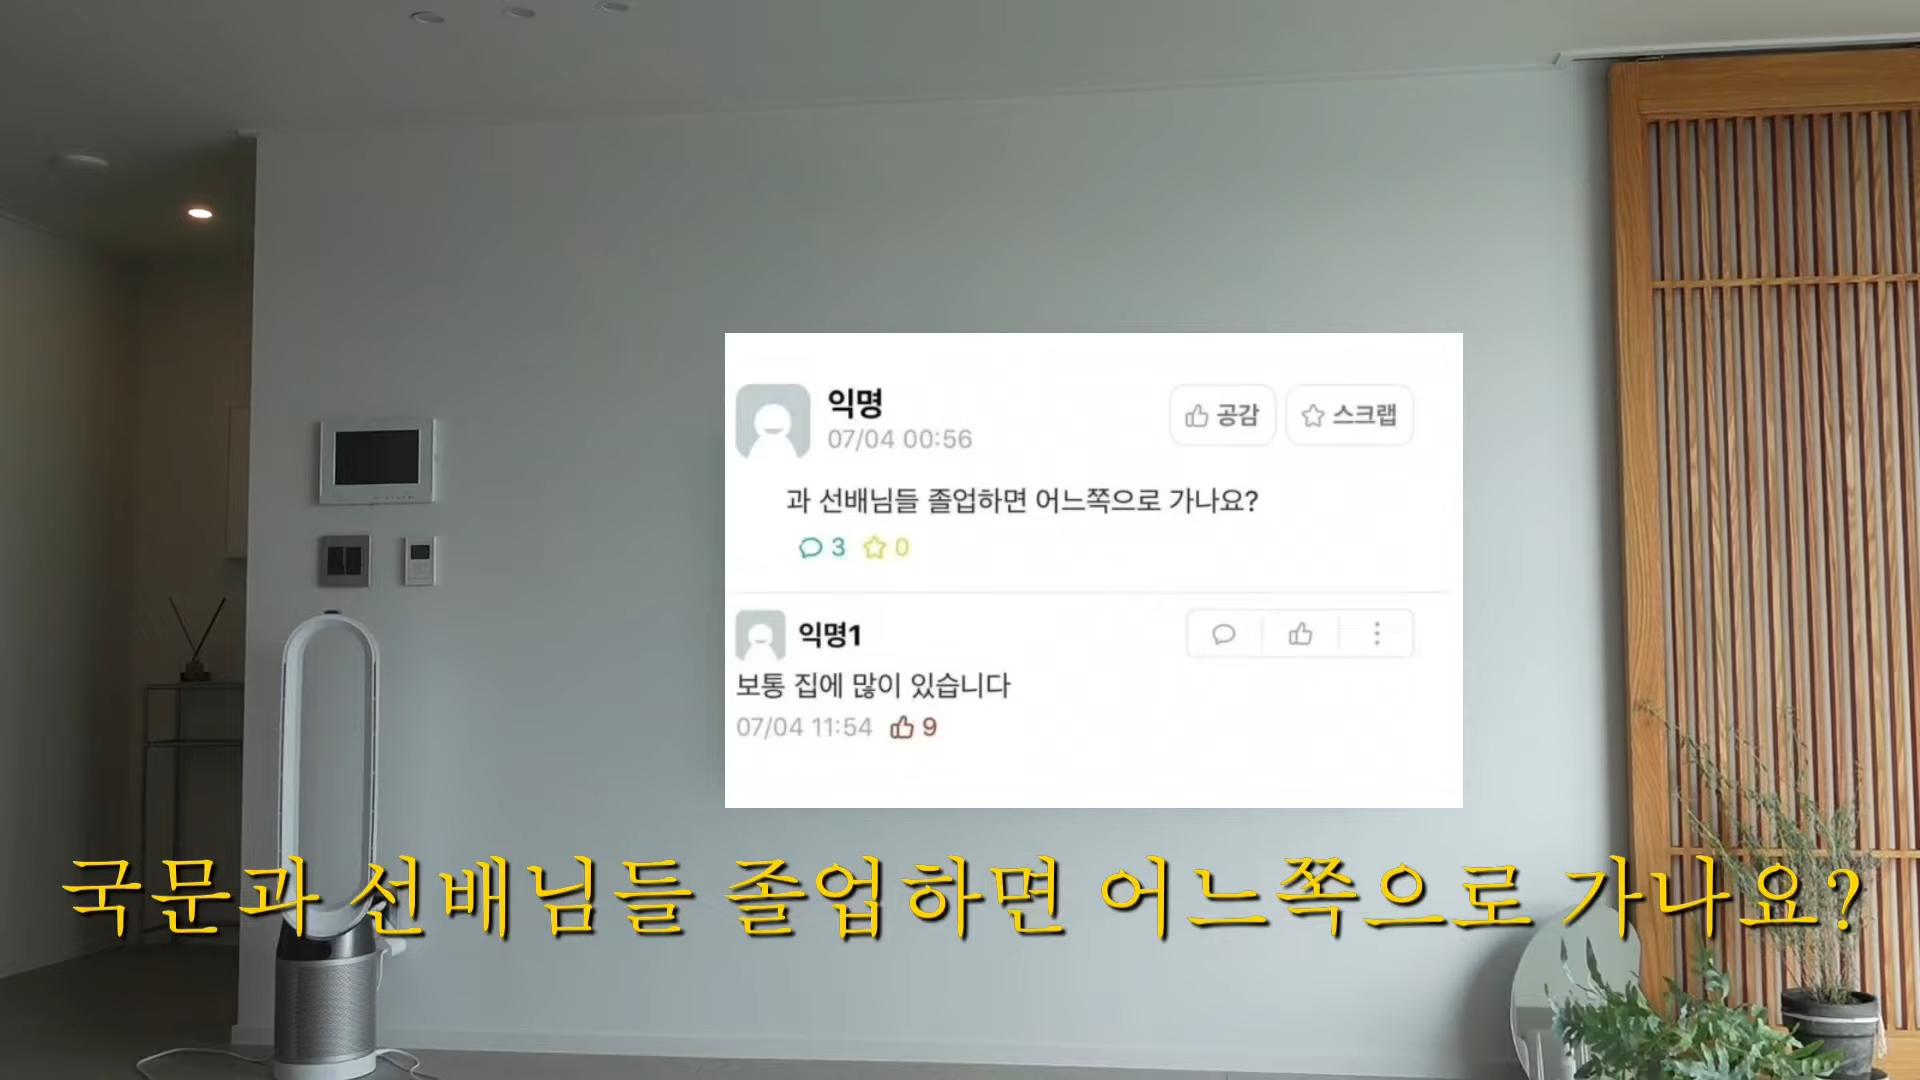 익명
07/04 00:56
공감
스크랩
과 선배님들 졸업하면 어느쪽으로 가나요?
3 0
익명1
보통 집에 많이 있습니다
07/04 11:54 9
국문과 선배님들 졸업하면 어느쪽으로 가나요?